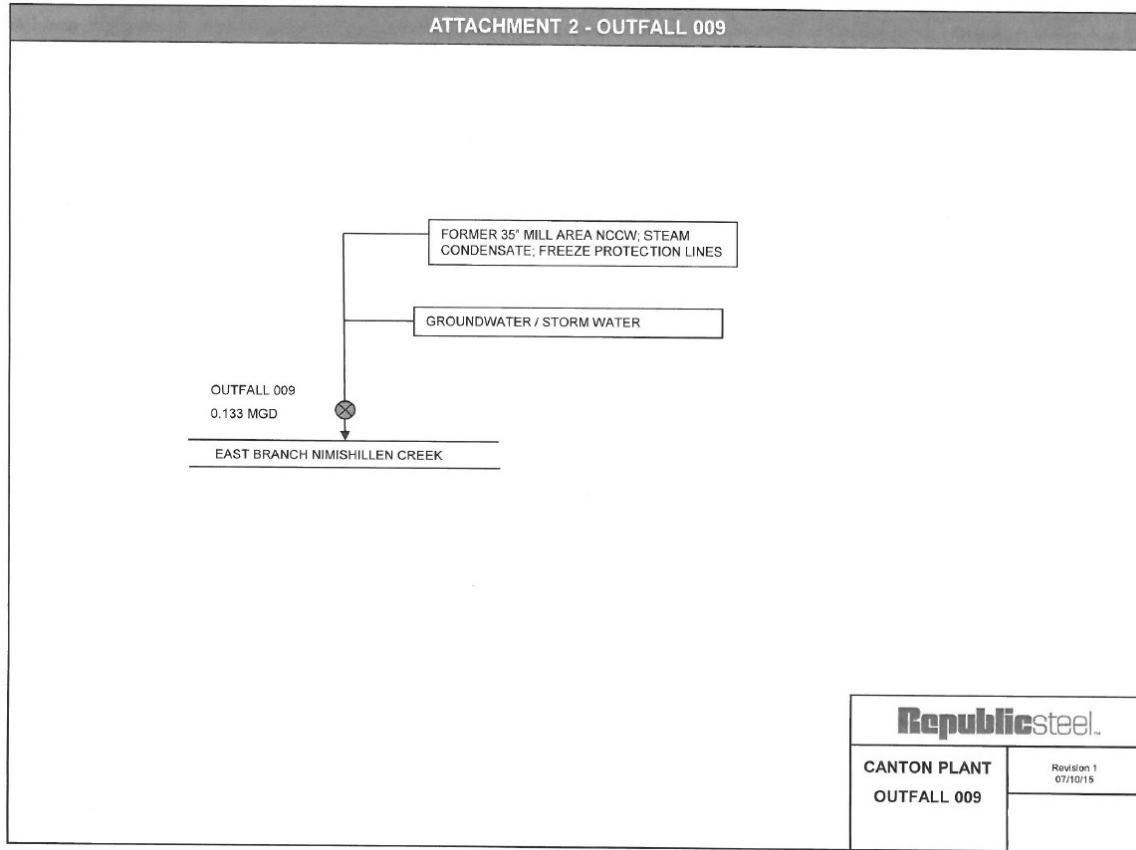 ATTACHMENT 2 - OUTFALL 009
FORMER 35" MILL AREA NCCW; STEAM
CONDENSATE; FREEZE PROTECTION LINES
GROUNDWATER / STORM WATER
OUTFALL 009
0.133 MGD
EAST BRANCH NIMISHILLEN CREEK
Republicsteel
CANTON PLANT
OUTFALL 009
Revision 1
07/10/15